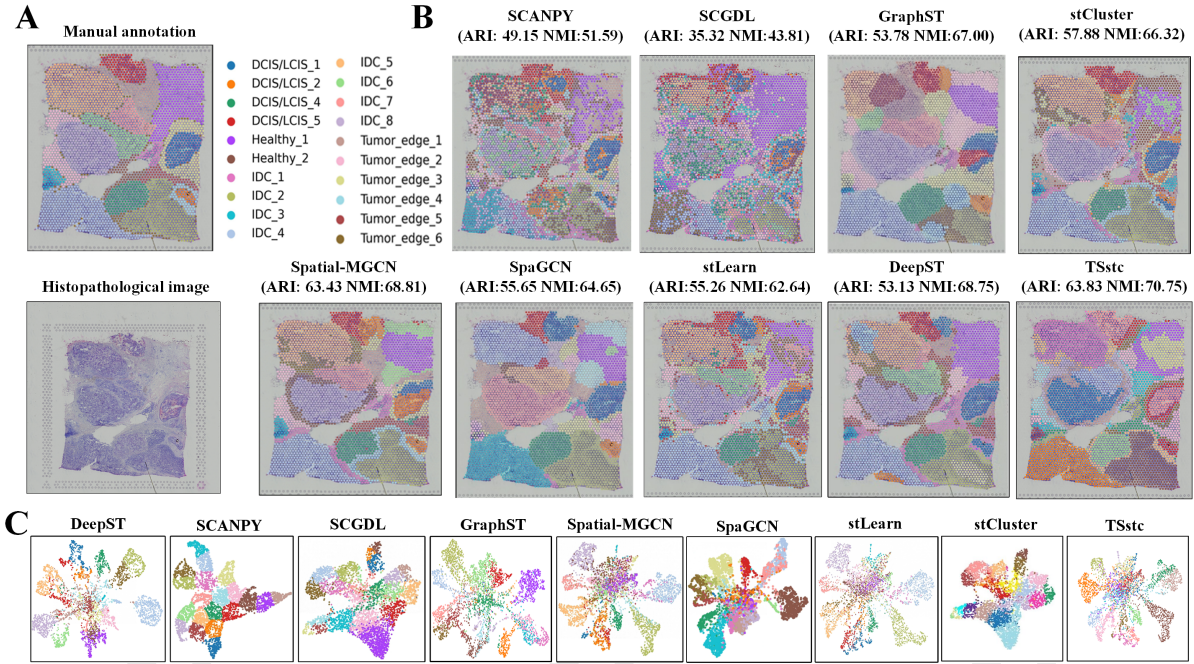 A
Manual annotation
DCIS/LCIS_1
DCIS/LCIS_2
DCIS/LCIS_4
DCIS/LCIS_5
Healthy_1
Healthy_2
IDC_1
IDC_2
IDC_3
IDC_4
IDC_5
IDC_6
IDC_7
IDC_8
Tumor_edge_1
Tumor_edge_2
Tumor_edge_3
Tumor_edge_4
Tumor_edge_5
Tumor_edge_6
Histopathological image
B
SCANPY
(ARI: 49.15 NMI:51.59)
SCGDL
(ARI: 35.32 NMI:43.81)
GraphST
(ARI: 53.78 NMI:67.00)
stCluster
(ARI: 57.88 NMI:66.32)
Spatial-MGCN
(ARI: 63.43 NMI:68.81)
SpaGCN
(ARI:55.65 NMI:64.65)
stLearn
(ARI:55.26 NMI:62.64)
DeepST
(ARI: 53.13 NMI:68.75)
TSstc
(ARI: 63.83 NMI:70.75)
C
DeepST
SCANPY
SCGDL
GraphST
Spatial-MGCN
SpaGCN
stLearn
stCluster
TSstc